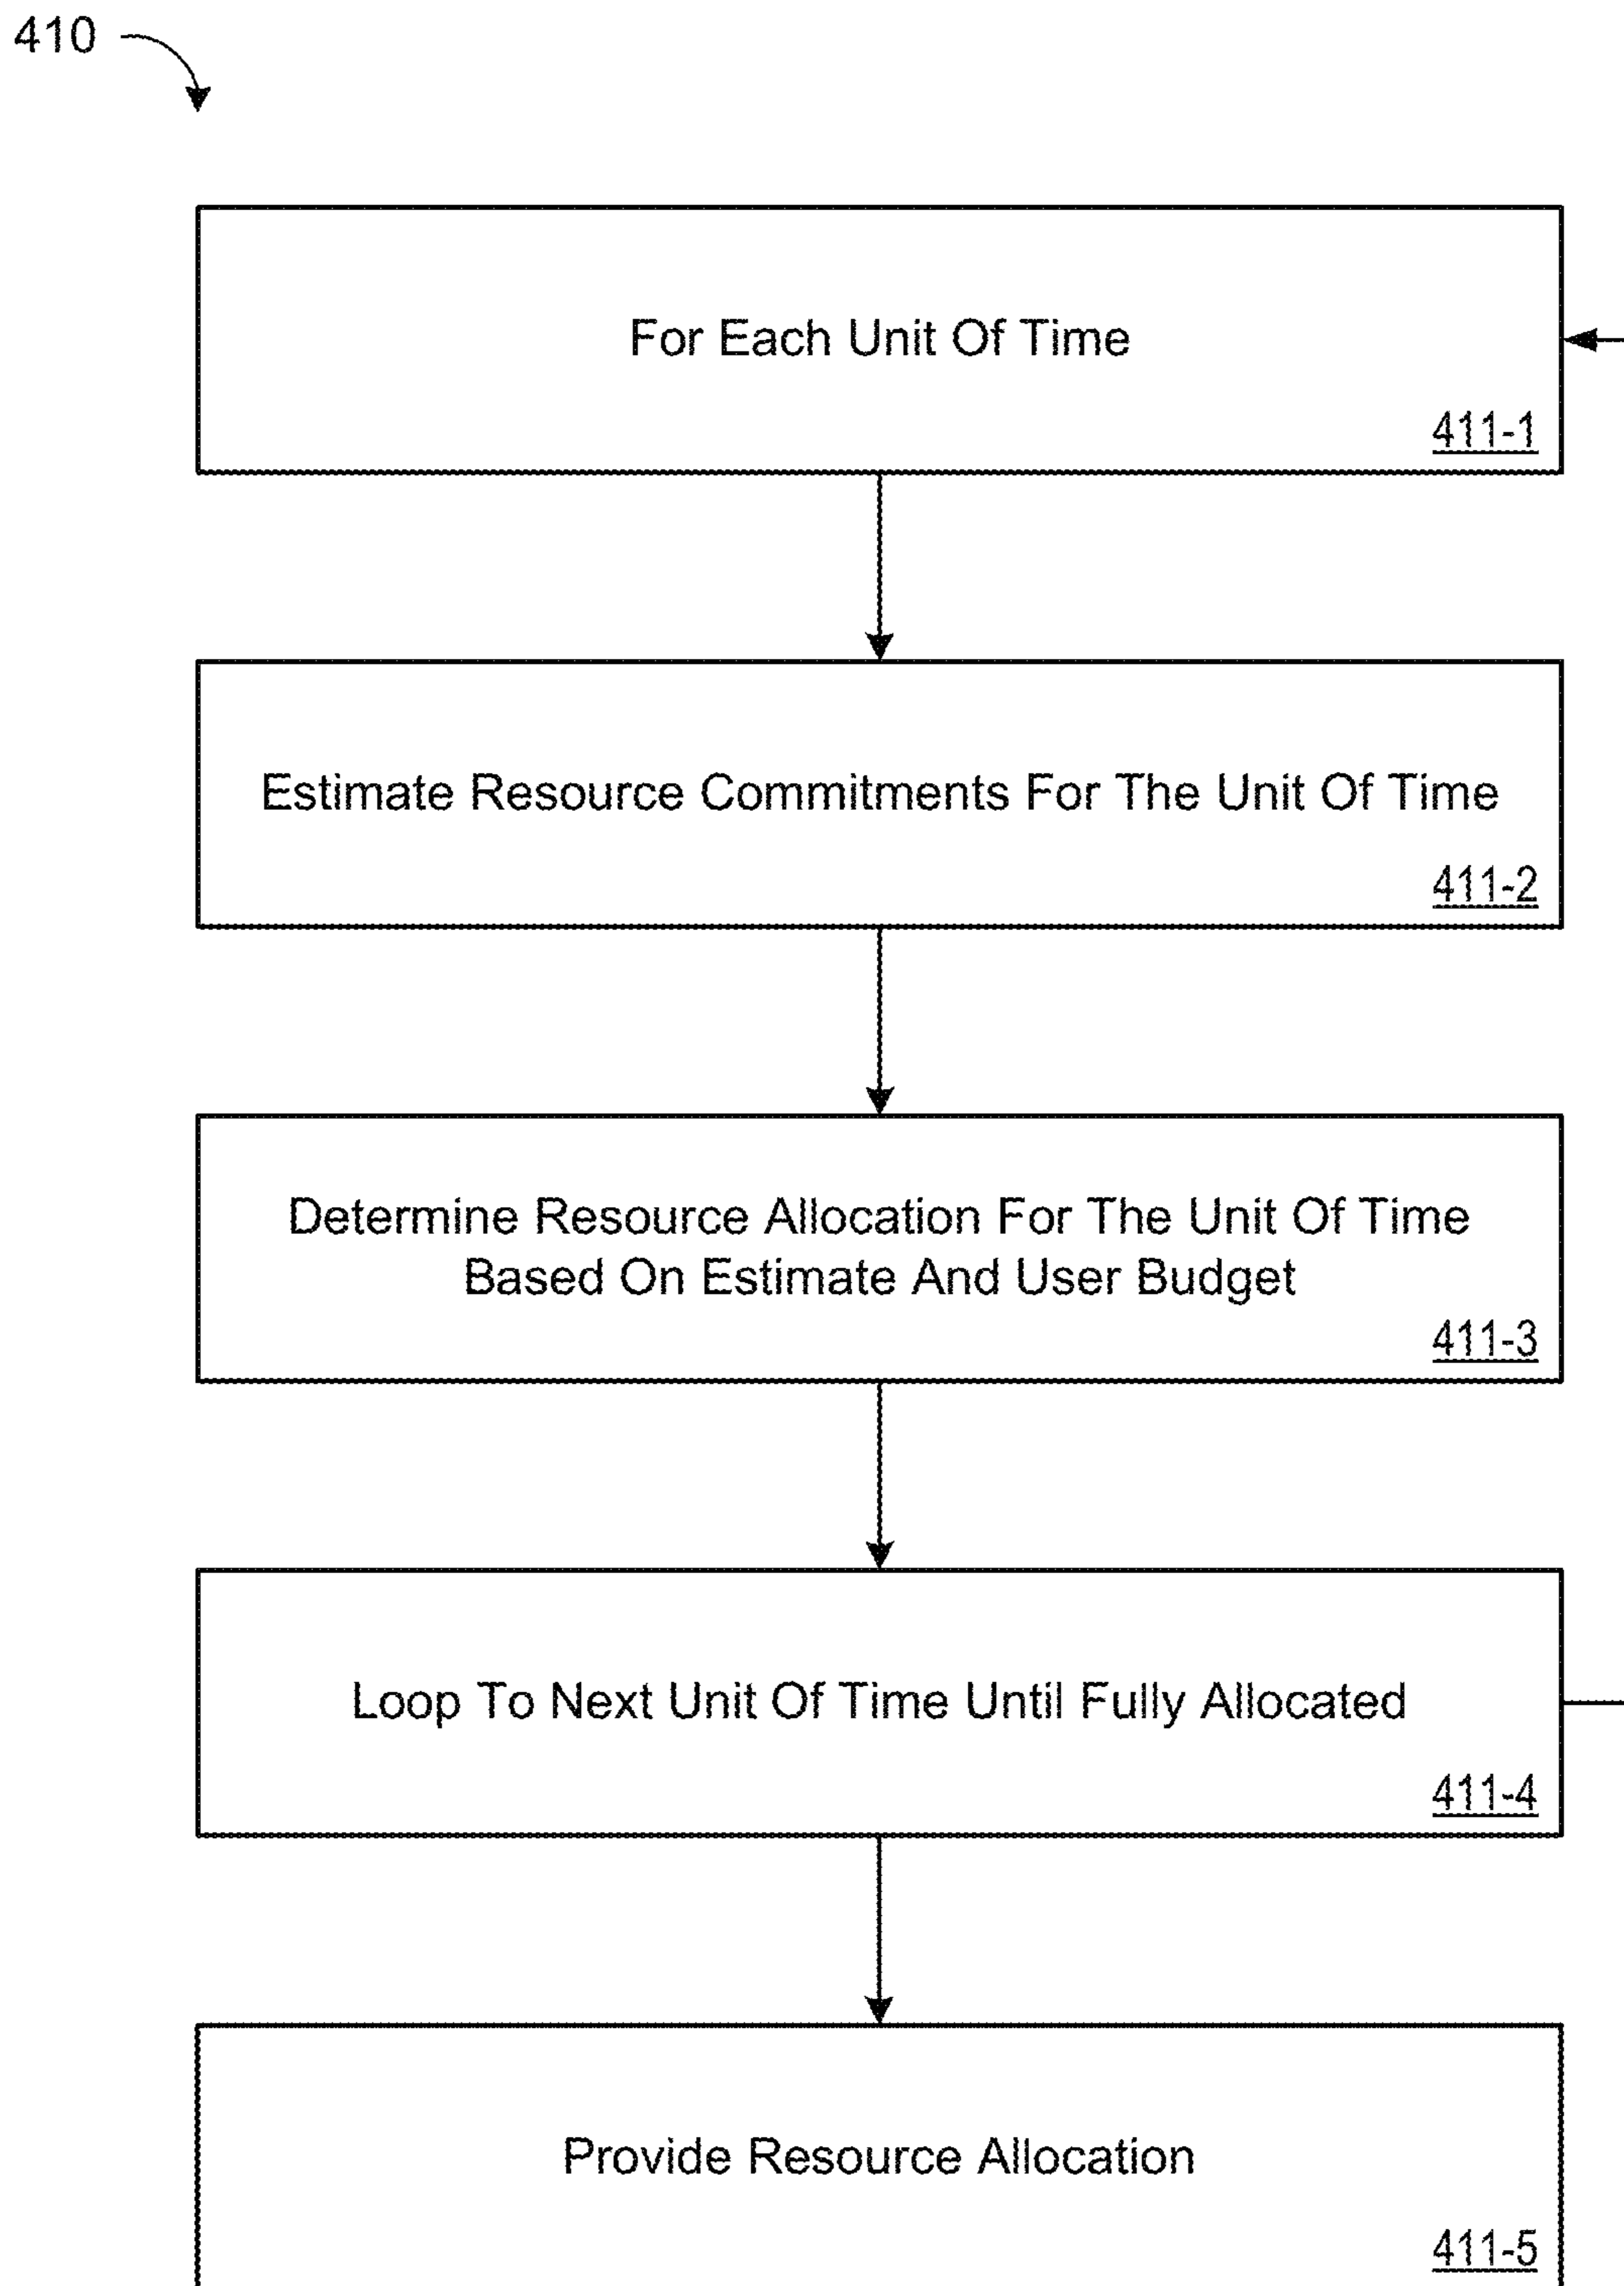 410
For Each Unit Of Time
411-1
Estimate Resource Commitments For The Unit Of Time
411-2
Determine Resource Allocation For The Unit Of Time
Based On Estimate And User Budget
411-3
Loop To Next Unit Of Time Until Fully Allocated
411-4
Provide Resource Allocation
411-5